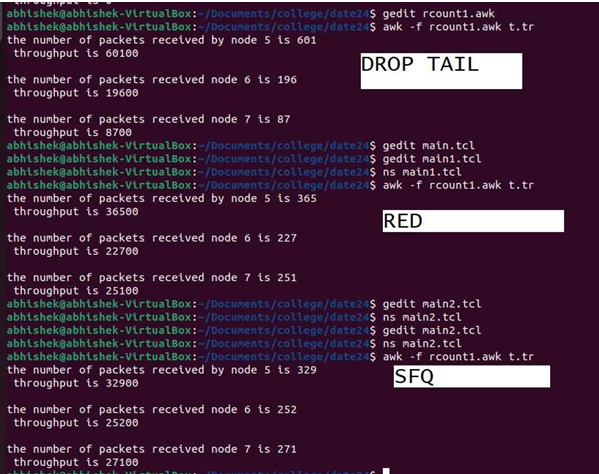 throughput is 0
abhishek@abhishek-VirtualBox:~/Documents/college/date24$ gedit rcount1.awk
abhishek@abhishek-VirtualBox:~/Documents/college/date24$ awk -f rcount1.awk t.tr
the number of packets received by node 5 is 601
throughput is 60100
DROP TAIL
the number of packets received node 6 is 196
throughput is 19600
the number of packets received node 7 is 87
throughput is 8700
abhishek@abhishek-VirtualBox:~/Documents/college/date24$ gedit main.tcl
abhishek@abhishek-VirtualBox:~/Documents/college/date24$ gedit main1.tcl
abhishek@abhishek-VirtualBox:~/Documents/college/date24$ ns main1.tcl
abhishek@abhishek-VirtualBox:~/Documents/college/date24$ awk -f rcount1.awk t.tr
the number of packets received by node 5 is 365
throughput is 36500
RED
the number of packets received node 6 is 227
throughput is 22700
the number of packets received node 7 is 251
throughput is 25100
abhishek@abhishek-VirtualBox:~/Documents/college/date24$ gedit main2.tcl
abhishek@abhishek-VirtualBox:~/Documents/college/date24$ ns main2.tcl
abhishek@abhishek-VirtualBox:~/Documents/college/date24$ gedit main2.tcl
abhishek@abhishek-VirtualBox:~/Documents/college/date24$ ns main2.tcl
abhishek@abhishek-VirtualBox:~/Documents/college/date24$ awk -f rcount1.awk t.tr
the number of packets received by node 5 is 329
throughput is 32900
SFQ
the number of packets received node 6 is 252
throughput is 25200
the number of packets received node 7 is 271
throughput is 27100
abhishek@abhishek-VirtualBox:~/Documents/college/date24$